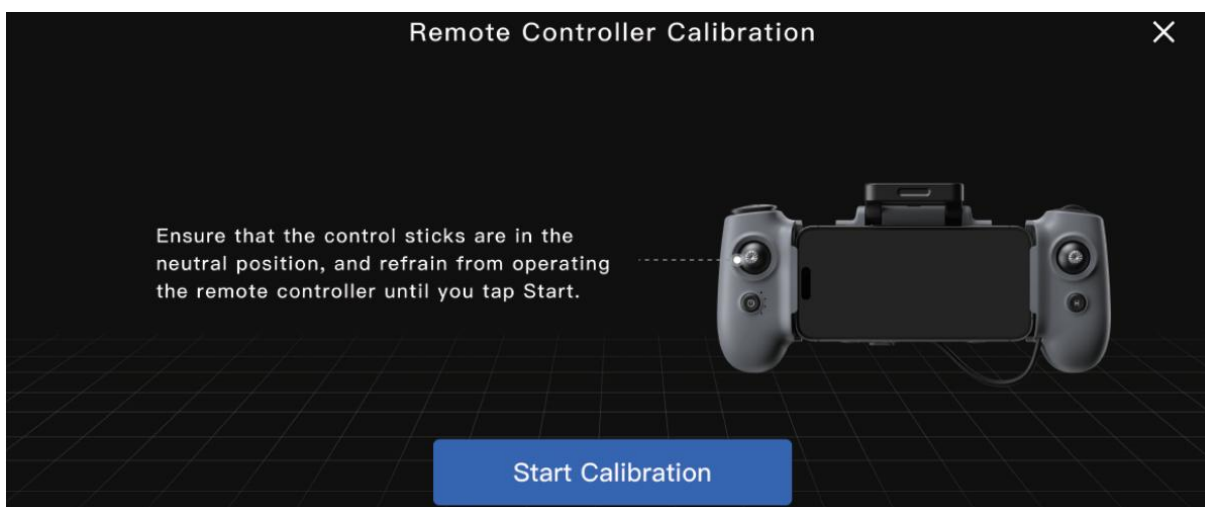 Remote Controller Calibration
Ensure that the control sticks are in the
neutral position, and refrain from operating
the remote controller until you tap Start.
Start Calibration